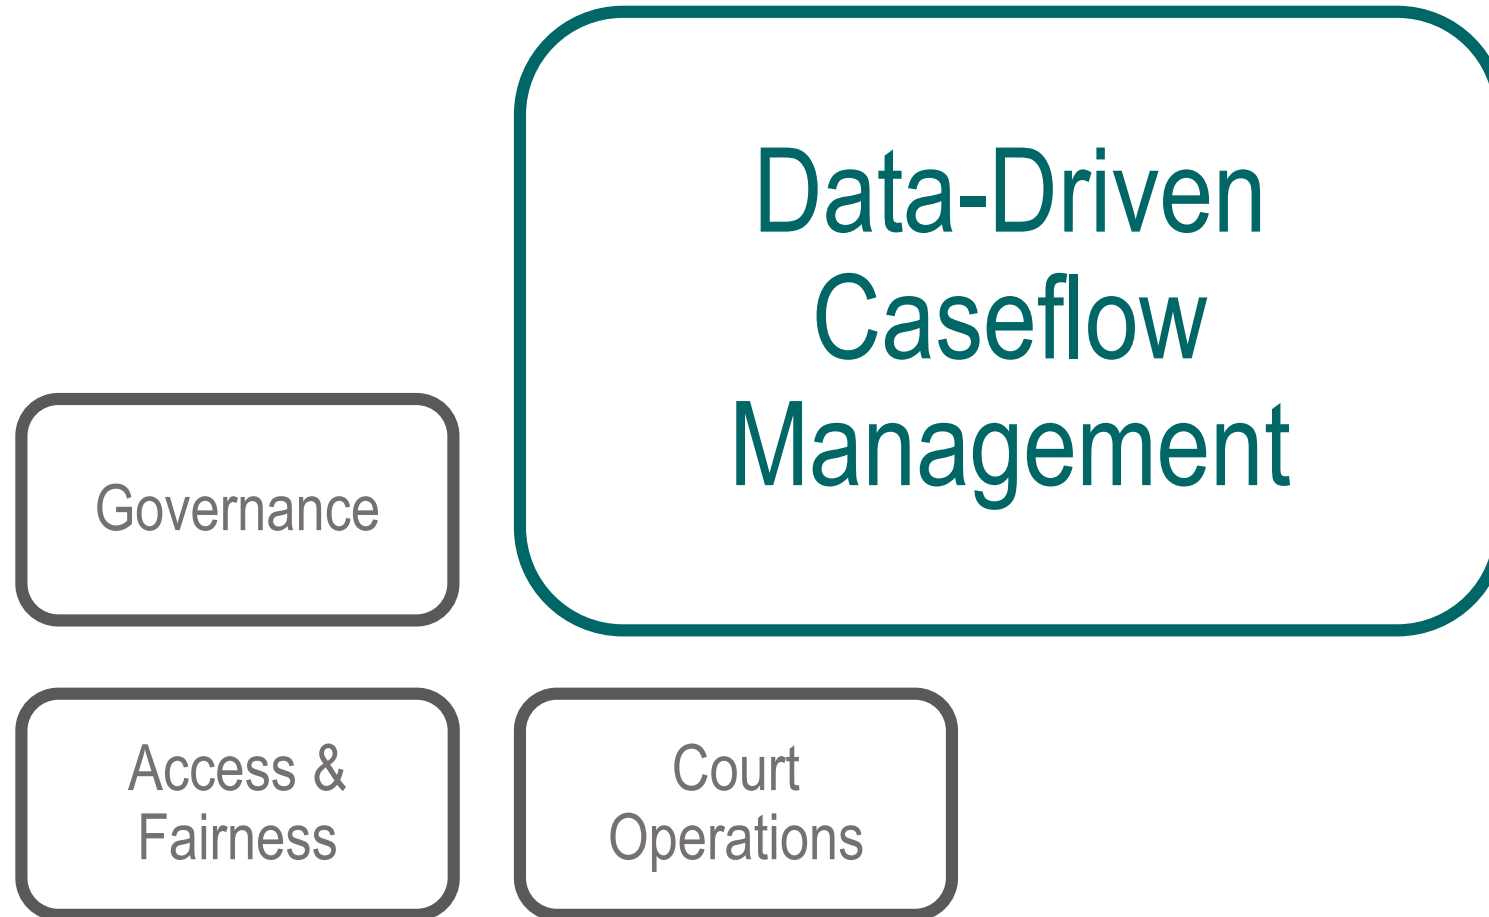 Data-Driven
Caseflow
Management
Governance
Access &
Fairness
Court
Operations